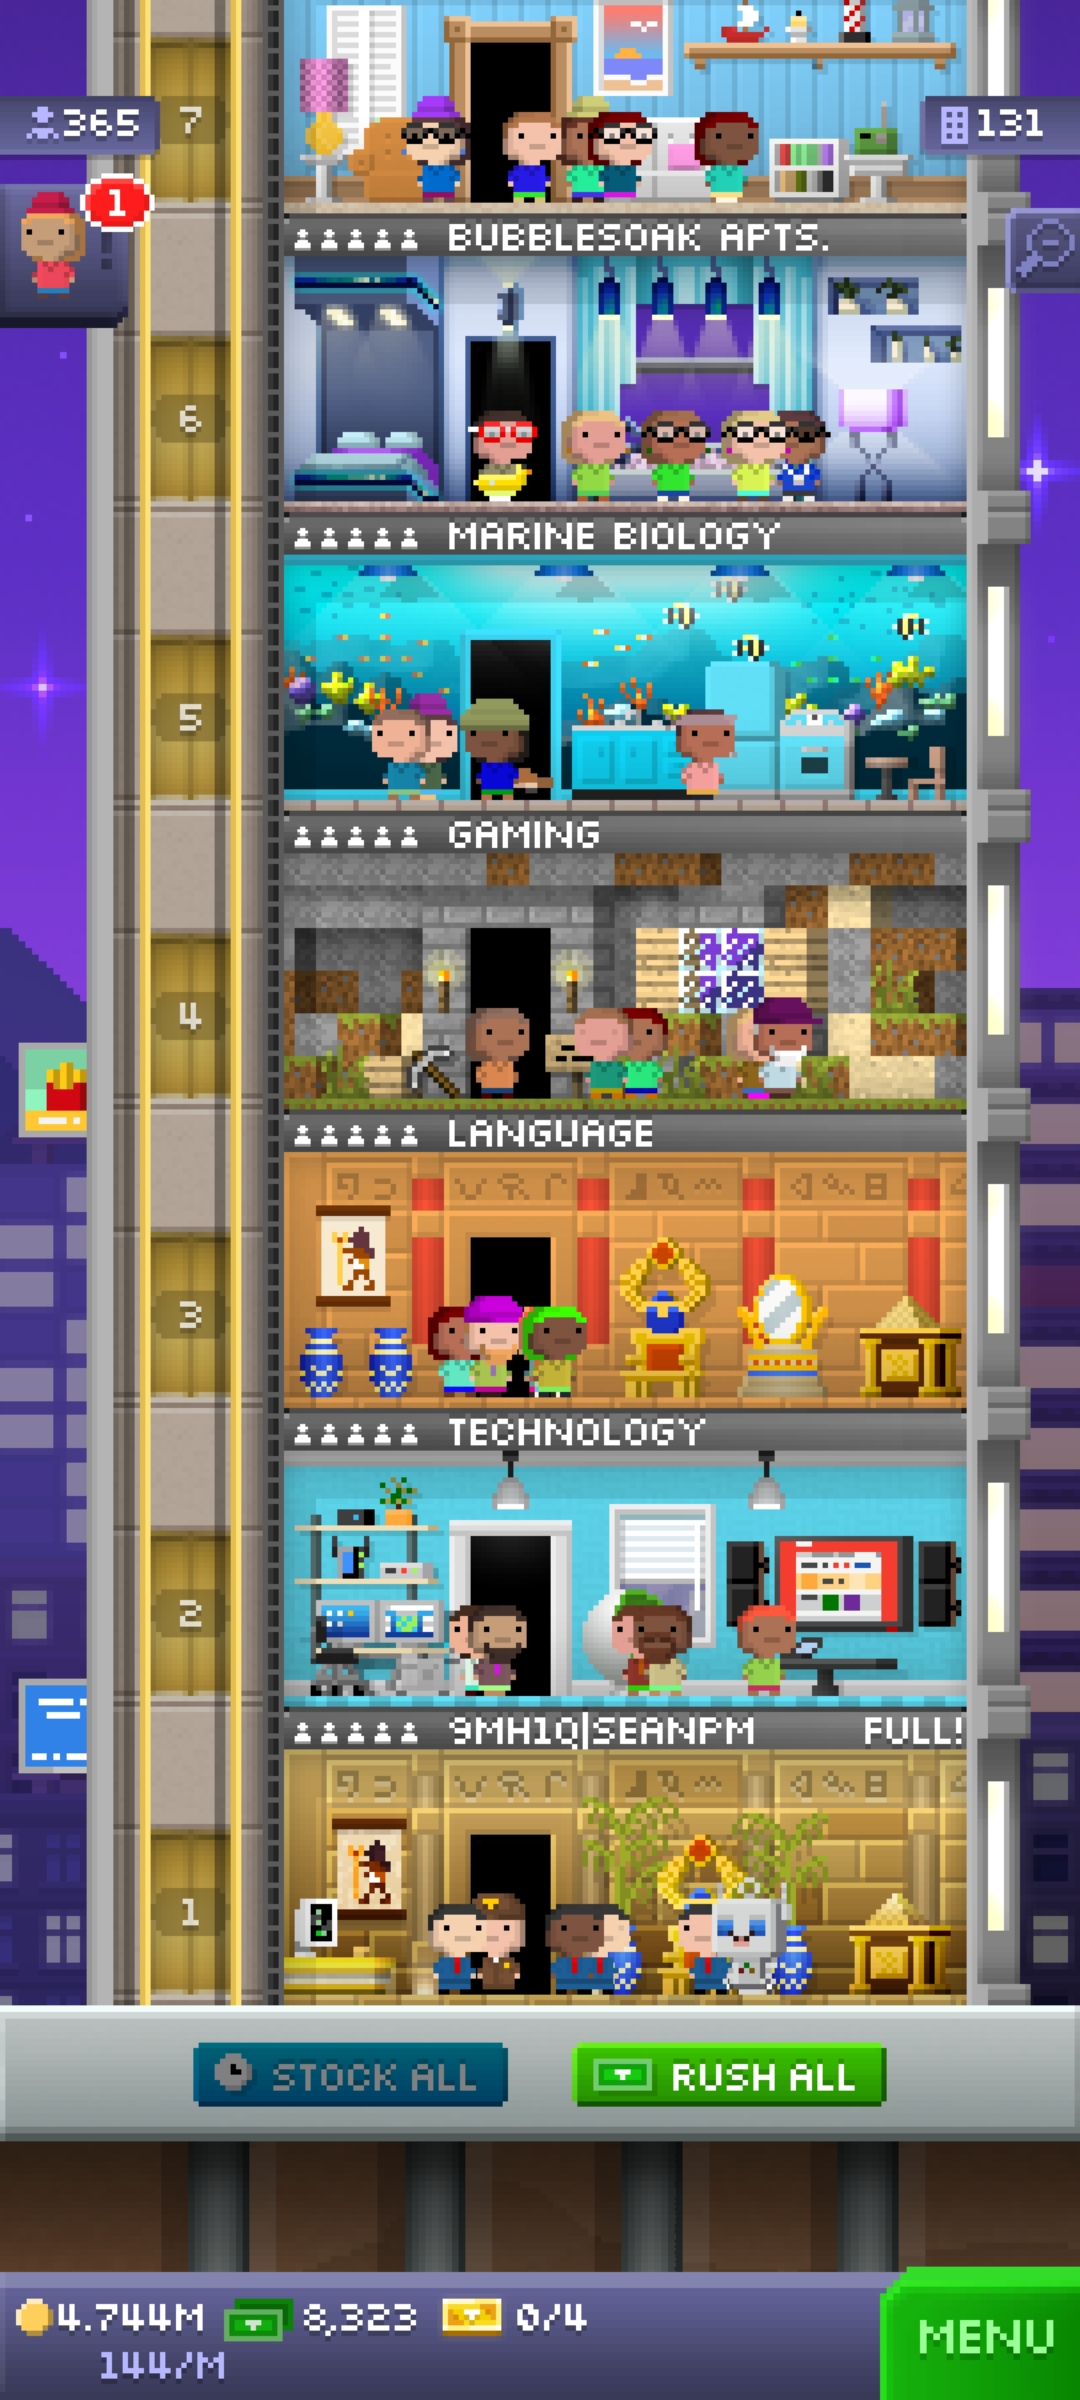 7
365
131
1
BUBBLESOAK APTS.
6
MARINE BIOLOGY
5
GAMING
4
LANGUAGE
3
TECHNOLOGY
2
9MH1Q|SEANPM FULL!
1
STOCK ALL
RUSH ALL
4.744M 8,323 0/4
144/M
MENU